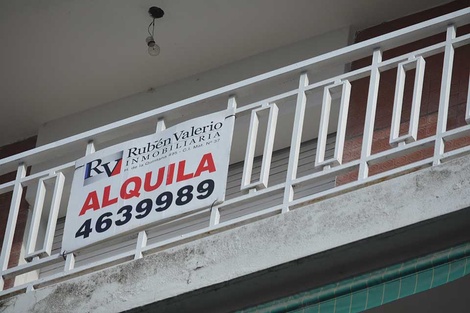 RV Rubén Valerio
INMOBILIARIA
ALQUILA
4639989